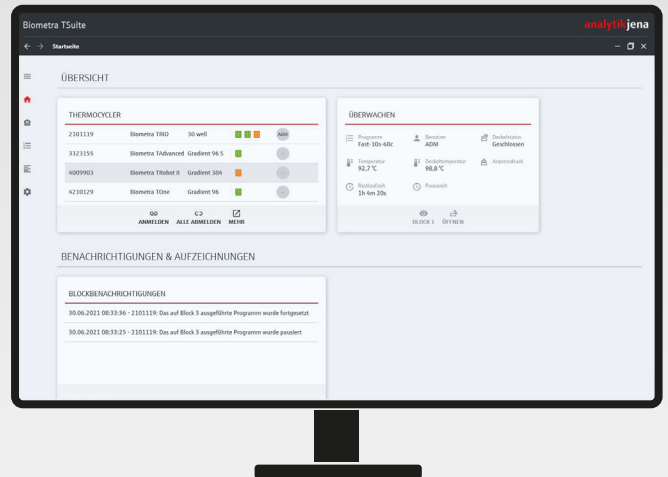 Biometra TSuite
analytikjena
Startseite
ÜBERSICHT
THERMOCYCLER
2101119 Biometra TRIO 30 well ADM
3323155 Biometra TAdvanced Gradient 96 S
4009903 Biometra TRobot II Gradient 384
4210129 Biometra TOne Gradient 96
ANMELDEN ALLE ABMELDEN MEHR
ÜBERWACHEN
Programm Benutzer Deckelstatus
Fast-10s-60c ADM Geschlossen
Temperatur Deckeltemperatur Anpressdruck
92,7 °C 98,8 °C
Restlaufzeit Pausezeit
1h 4m 20s
BLOCK 1 ÖFFNEN
BENACHRICHTIGUNGEN & AUFZEICHNUNGEN
BLOCKBENACHRICHTIGUNGEN
30.06.2021 08:33:36 - 2101119: Das auf Block 3 ausgeführte Programm wurde fortgesetzt
30.06.2021 08:33:25 - 2101119: Das auf Block 3 ausgeführte Programm wurde pausiert